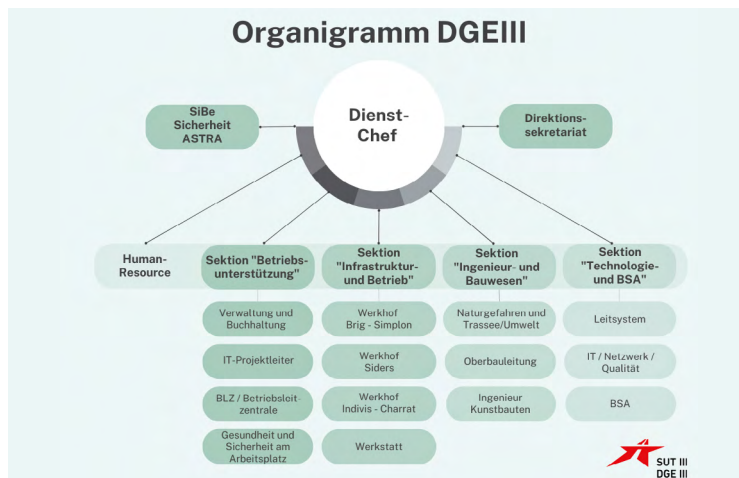 Organigramm DGEIII
SiBe
Sicherheit
ASTRA
Dienst-
Chef
Direktions-
sekretariat
Human-
Resource
Sektion "Betriebs-
unterstützung"
Sektion
"Infrastruktur-
und Betrieb"
Sektion
"Ingenieur- und
Bauwesen"
Sektion
"Technologie-
und BSA"
Verwaltung und
Buchhaltung
IT-Projektleiter
BLZ / Betriebsleit-
zentrale
Gesundheit und
Sicherheit am
Arbeitsplatz
Werkhof
Brig - Simplon
Werkhof
Siders
Werkhof
Indivis - Charrat
Werkstatt
Naturgefahren und
Trassee/Umwelt
Oberbauleitung
Ingenieur
Kunstbauten
Leitsystem
IT / Netzwerk /
Qualität
BSA
SUT III
DGE III